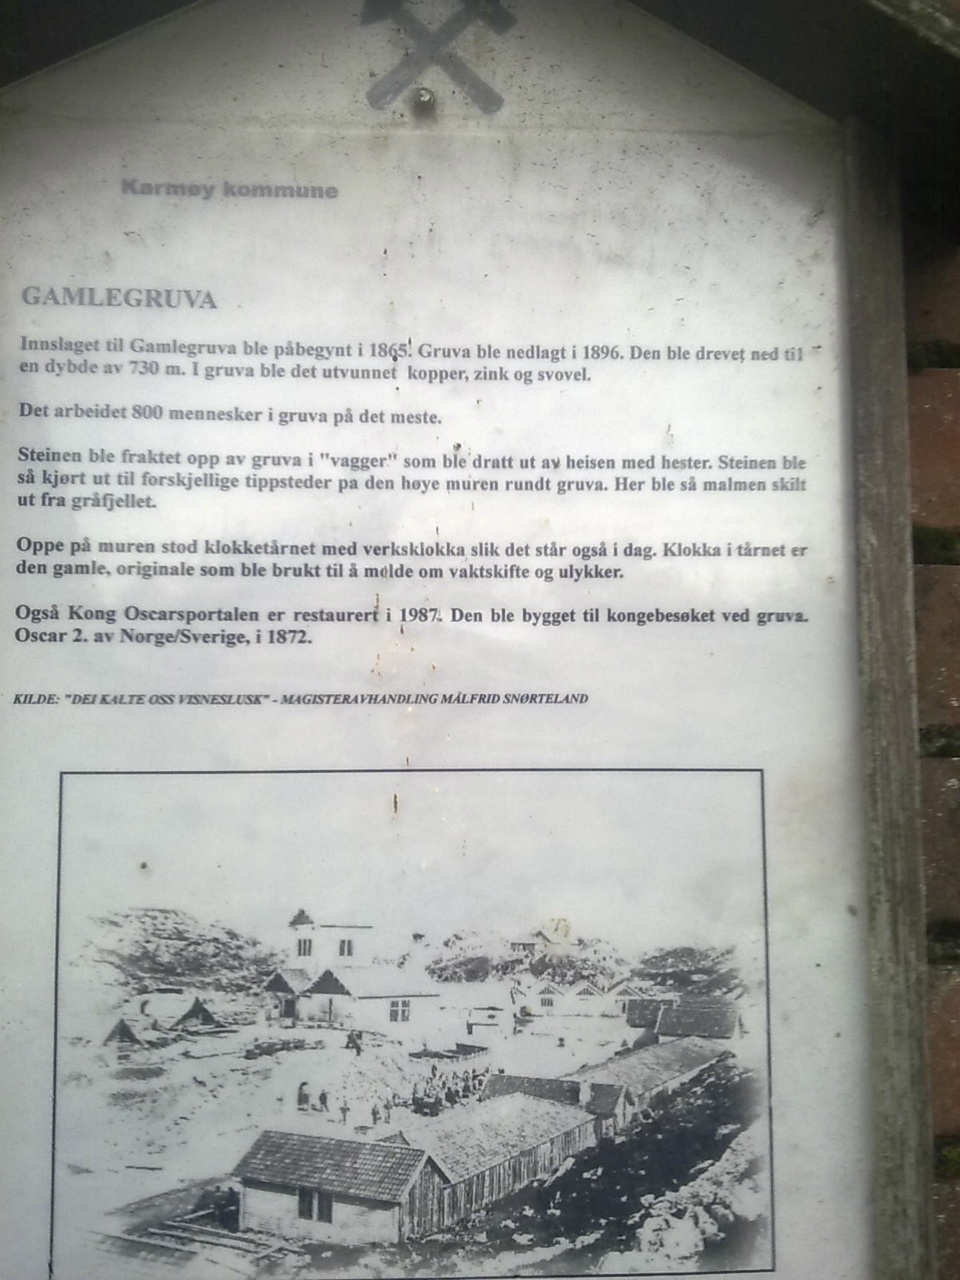 Karmøy kommune
GAMLEGRUVA
Innslaget til Gamlegruva ble påbegynt i 1865. Gruva ble nedlagt i 1896. Den ble drevet ned til
en dybde av 730 m. I gruva ble det utvunnet kopper, zink og svovel.
Det arbeidet 800 mennesker i gruva på det meste.
Steinen ble fraktet opp av gruva i "vagger" som ble dratt ut av heisen med hester. Steinen ble
så kjørt ut til forskjellige tippsteder pa den høye muren rundt gruva. Her ble så malmen skilt
ut fra gråfjellet.
Oppe på muren stod klokketårnet med verksklokka slik det står også i dag. Klokka i tårnet er
den gamle, originale som ble brukt til å melde om vaktskifte og ulykker.
Også Kong Oscarsportalen er restaurert i 1987. Den ble bygget til kongebesøket ved gruva.
Oscar 2. av Norge/Sverige, i 1872.
KILDE: "DEI KALTE OSS VISNESLUSK" - MAGISTERAVHANDLING MÅLFRID SNØRTELAND